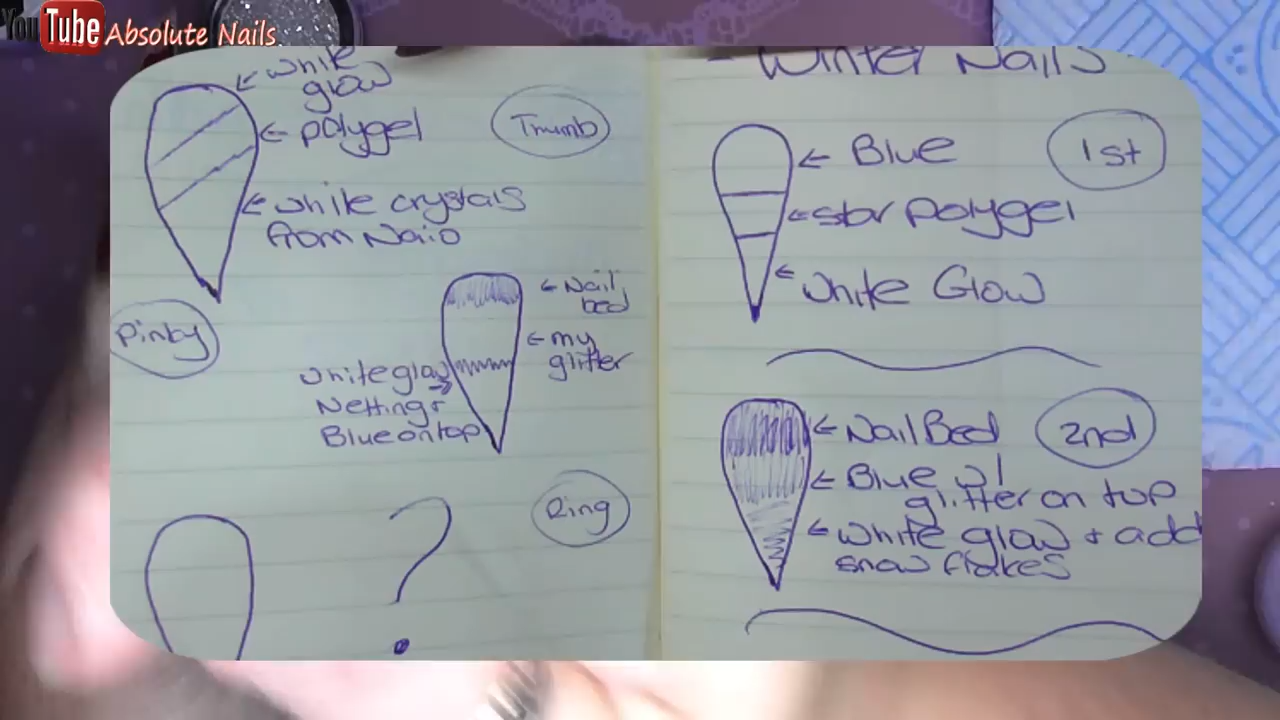 YouTube Absolute Nails
white
glow
← polygel
Thumb
← white crystals
from Naio
Pinky
← Nail
bed
← my
glitter
white glow
Netting +
Blue on top
Ring
?
- Winter Nails
← Blue
1st
← star polygel
← white Glow
← Nail Bed
2nd
← Blue w/
glitter on top
← white glow + add
snow flakes